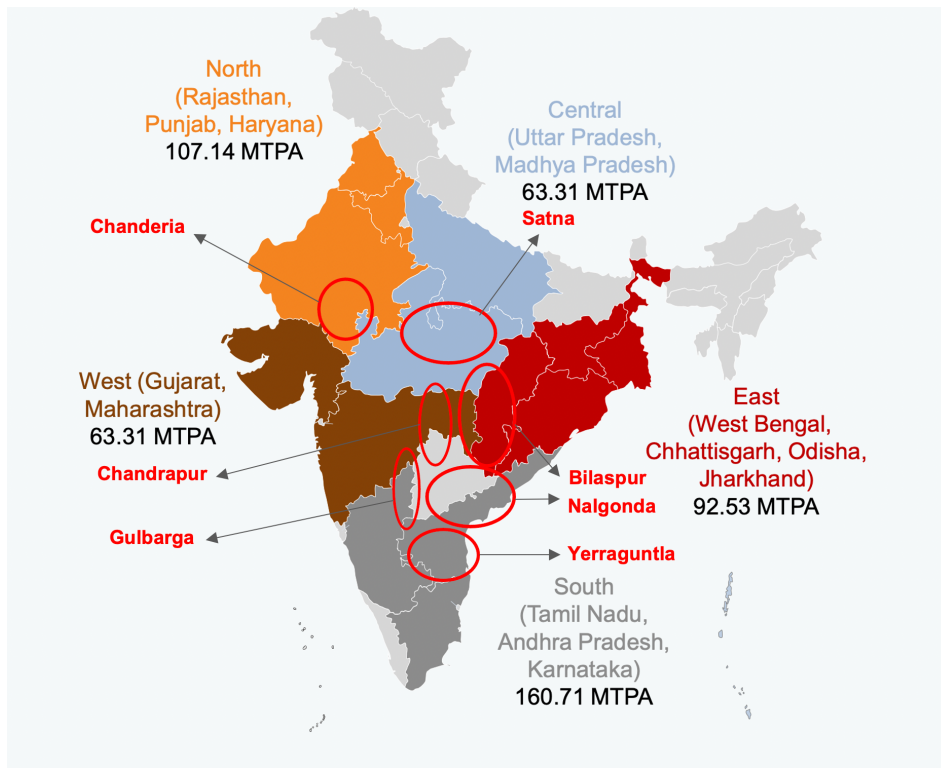 North
(Rajasthan,
Punjab, Haryana)
107.14 MTPA
Central
(Uttar Pradesh,
Madhya Pradesh)
63.31 MTPA
Satna
Chanderia
West (Gujarat,
Maharashtra)
63.31 MTPA
East
(West Bengal,
Chhattisgarh, Odisha,
Jharkhand)
92.53 MTPA
Chandrapur
Bilaspur
Nalgonda
Gulbarga
Yerraguntla
South
(Tamil Nadu,
Andhra Pradesh,
Karnataka)
160.71 MTPA